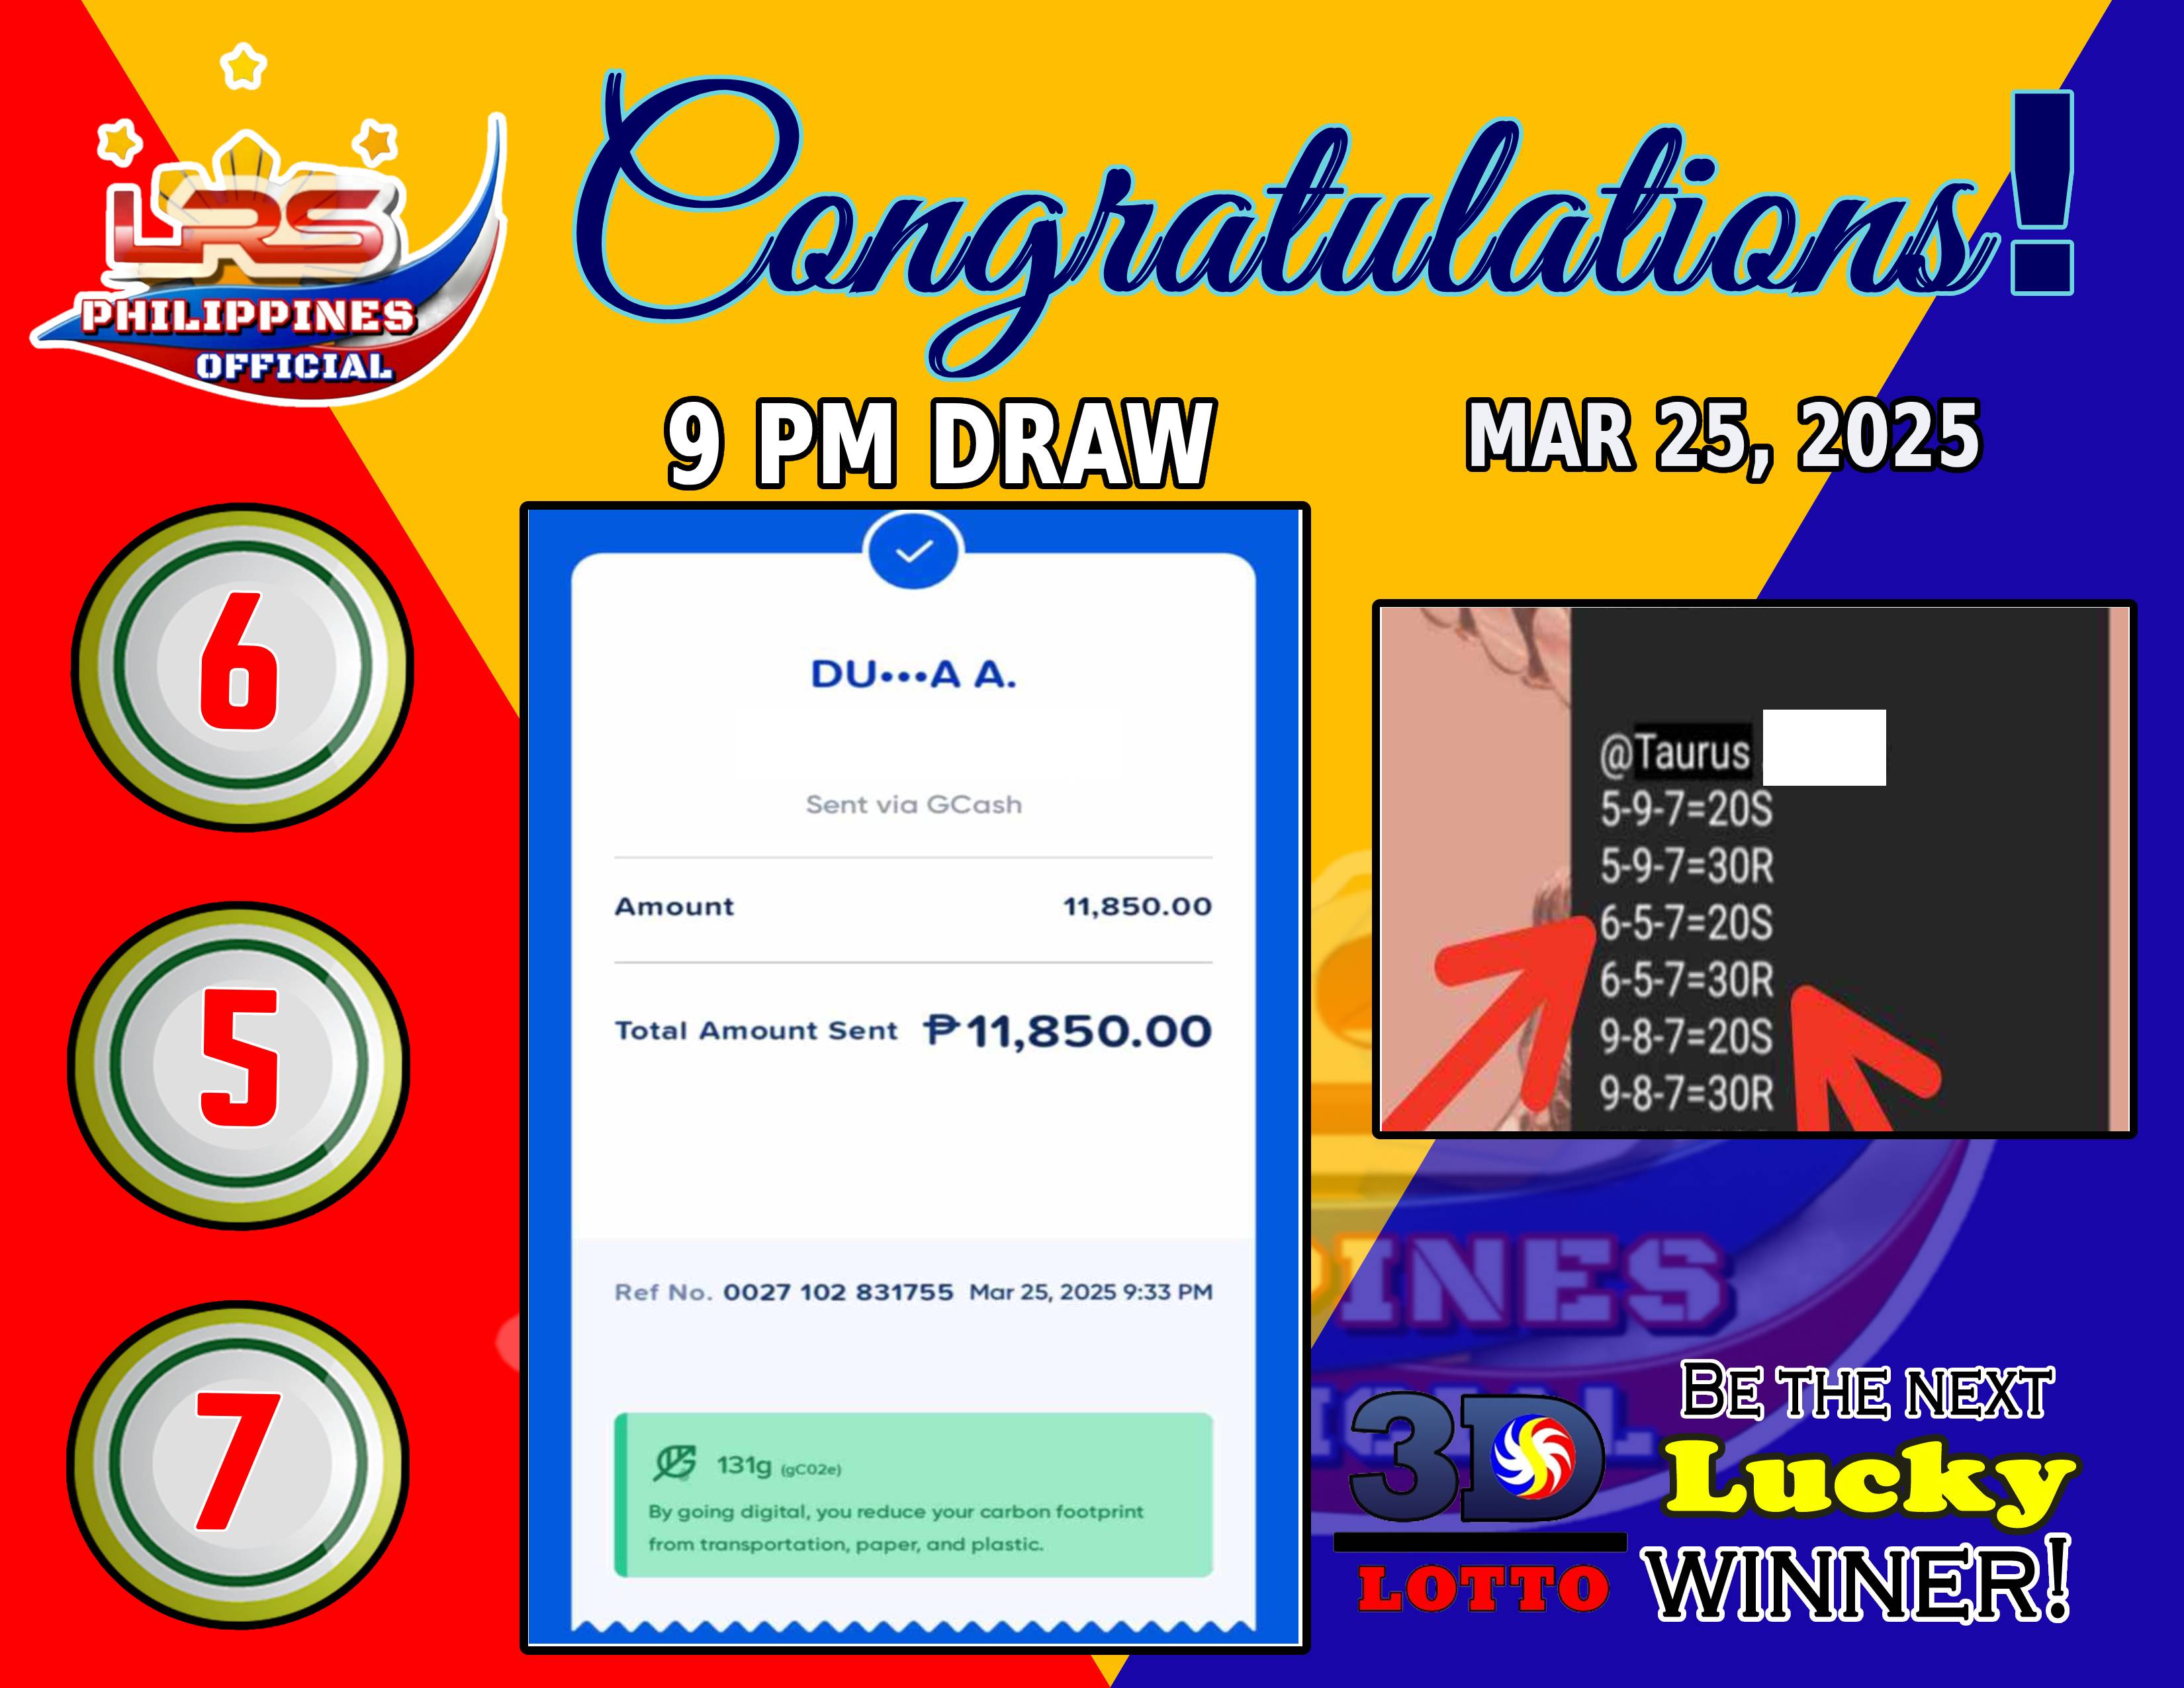 LRS
PHILIPPINES
OFFICIAL
Congratulations!
9 PM DRAW
MAR 25, 2025
6
5
7
DU•••A A.
Sent via GCash
Amount 11,850.00
Total Amount Sent ₱11,850.00
Ref No. 0027 102 831755 Mar 25, 2025 9:33 PM
131g (gCO2e)
By going digital, you reduce your carbon footprint
from transportation, paper, and plastic.
@Taurus
5-9-7=20S
5-9-7=30R
6-5-7=20S
6-5-7=30R
9-8-7=20S
9-8-7=30R
PINES
ICIAL
3D
LOTTO
BE THE NEXT
Lucky
WINNER!